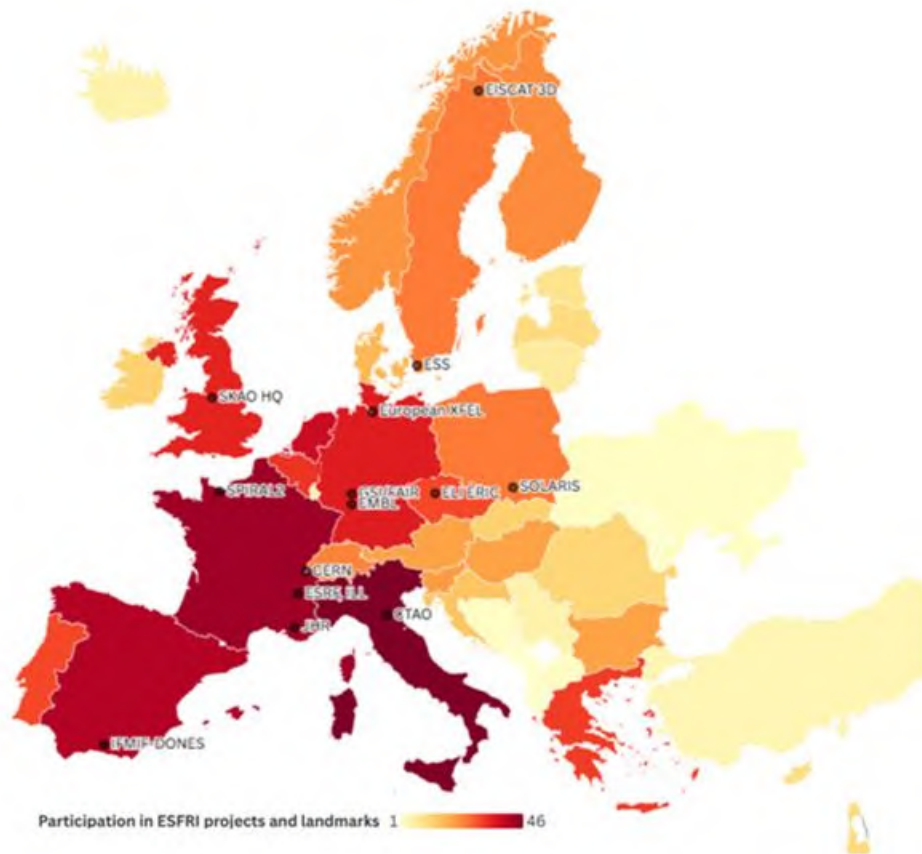 EISCAT 3D
ESS
SKAO HQ
European XFEL
SPIRAL2
GSI/FAIR
EMBL
ELI ERIC
SOLARIS
CERN
ESRF, ILL
CTAO
JHR
IFMIF-DONES
Participation in ESFRI projects and landmarks 1 46